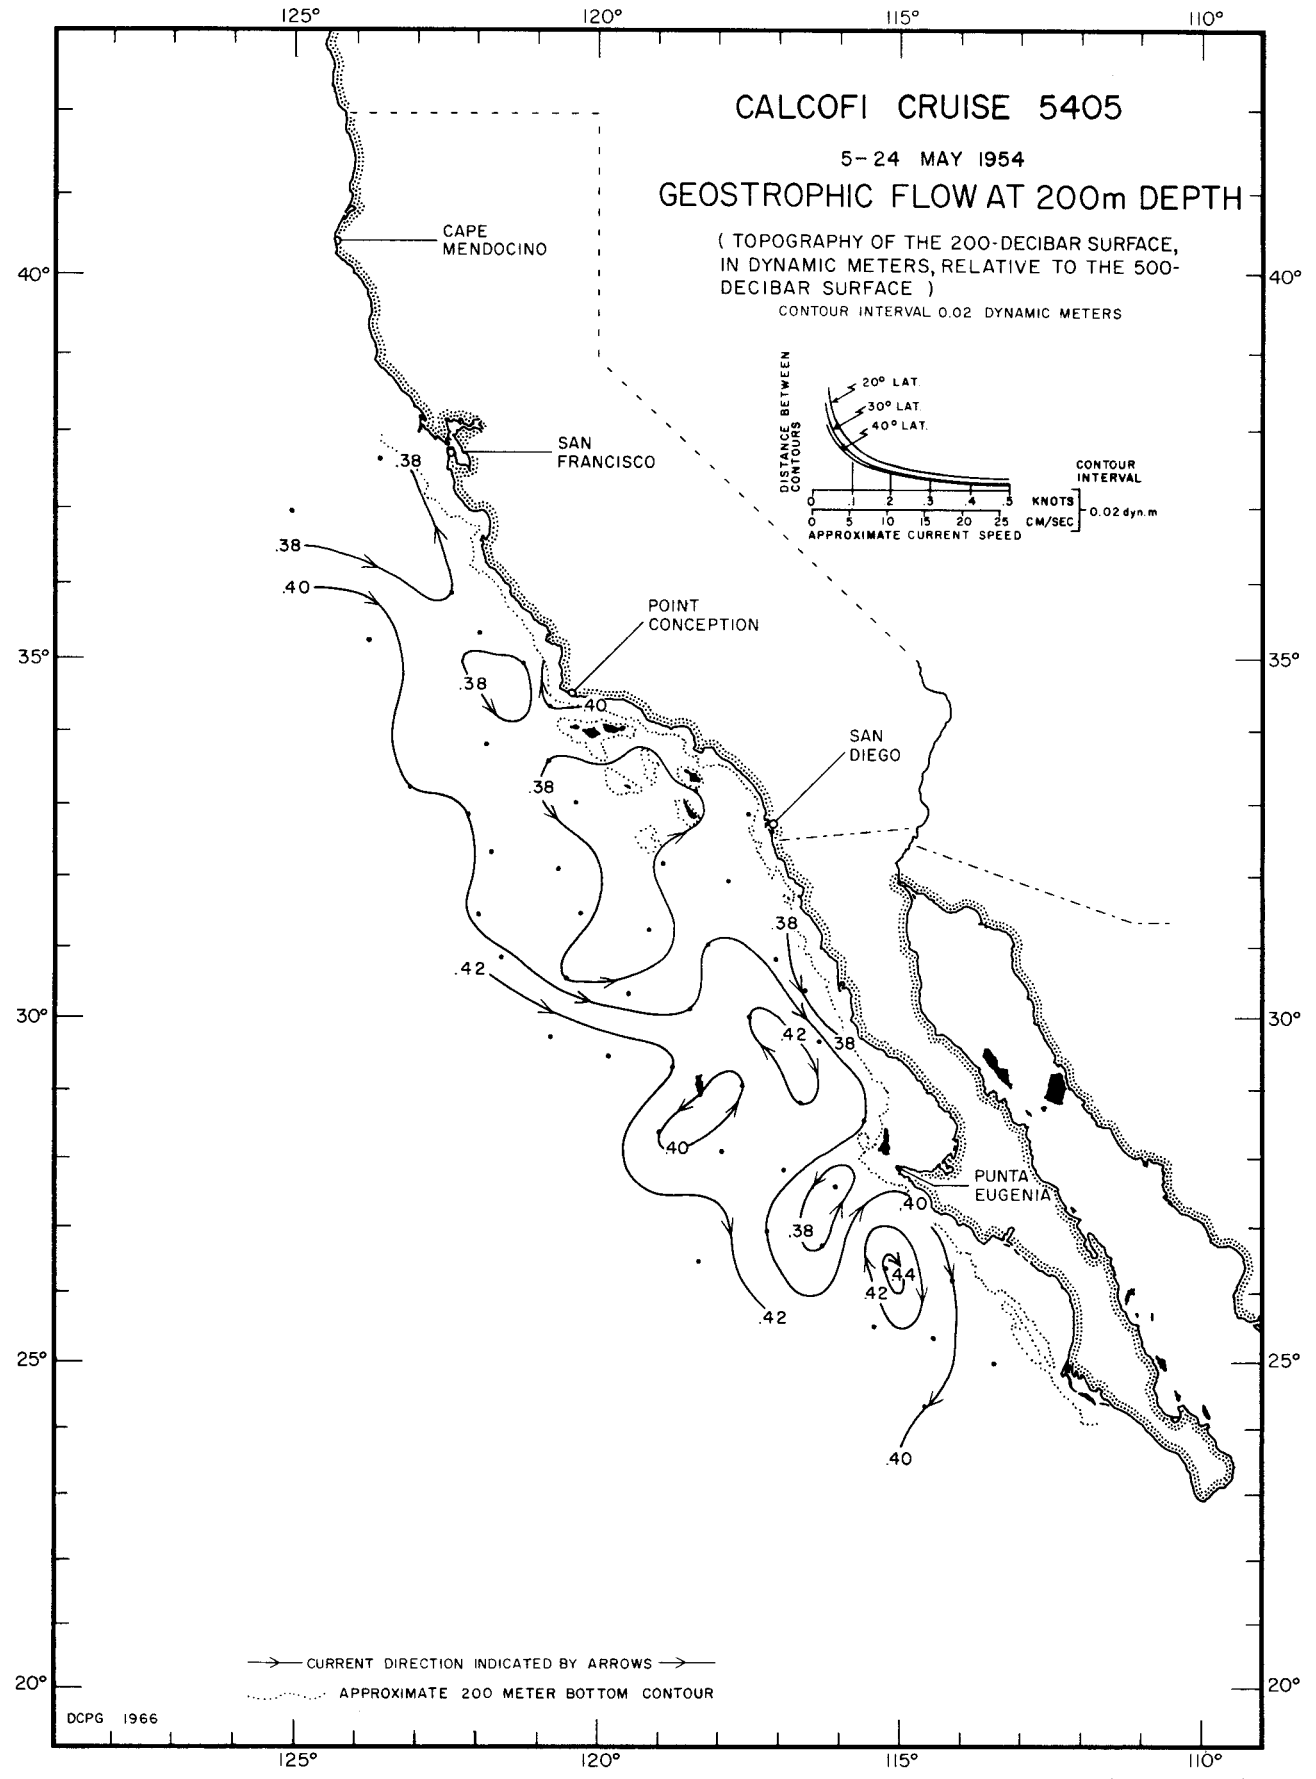 125° 120° 115° 110°
CALCOFI CRUISE 5405
5-24 MAY 1954
GEOSTROPHIC FLOW AT 200m DEPTH
( TOPOGRAPHY OF THE 200-DECIBAR SURFACE,
IN DYNAMIC METERS, RELATIVE TO THE 500-
DECIBAR SURFACE )
CONTOUR INTERVAL 0.02 DYNAMIC METERS
CAPE
MENDOCINO
40° 40°
DISTANCE BETWEEN
CONTOURS
20° LAT.
30° LAT.
40° LAT.
CONTOUR
INTERVAL
0 .1 .2 .3 .4 .5 KNOTS
0 5 10 15 20 25 CM/SEC
0.02 dyn.m
APPROXIMATE CURRENT SPEED
SAN
FRANCISCO
.38
.38
.40
POINT
CONCEPTION
35° 35°
.38
.40
SAN
DIEGO
.38
.38
.42
30° 30°
.42
.38
.40
PUNTA
EUGENIA
.40
.38
.44
.42
.42
25° 25°
.40
CURRENT DIRECTION INDICATED BY ARROWS
APPROXIMATE 200 METER BOTTOM CONTOUR
20° 20°
DCPG 1966
125° 120° 115° 110°